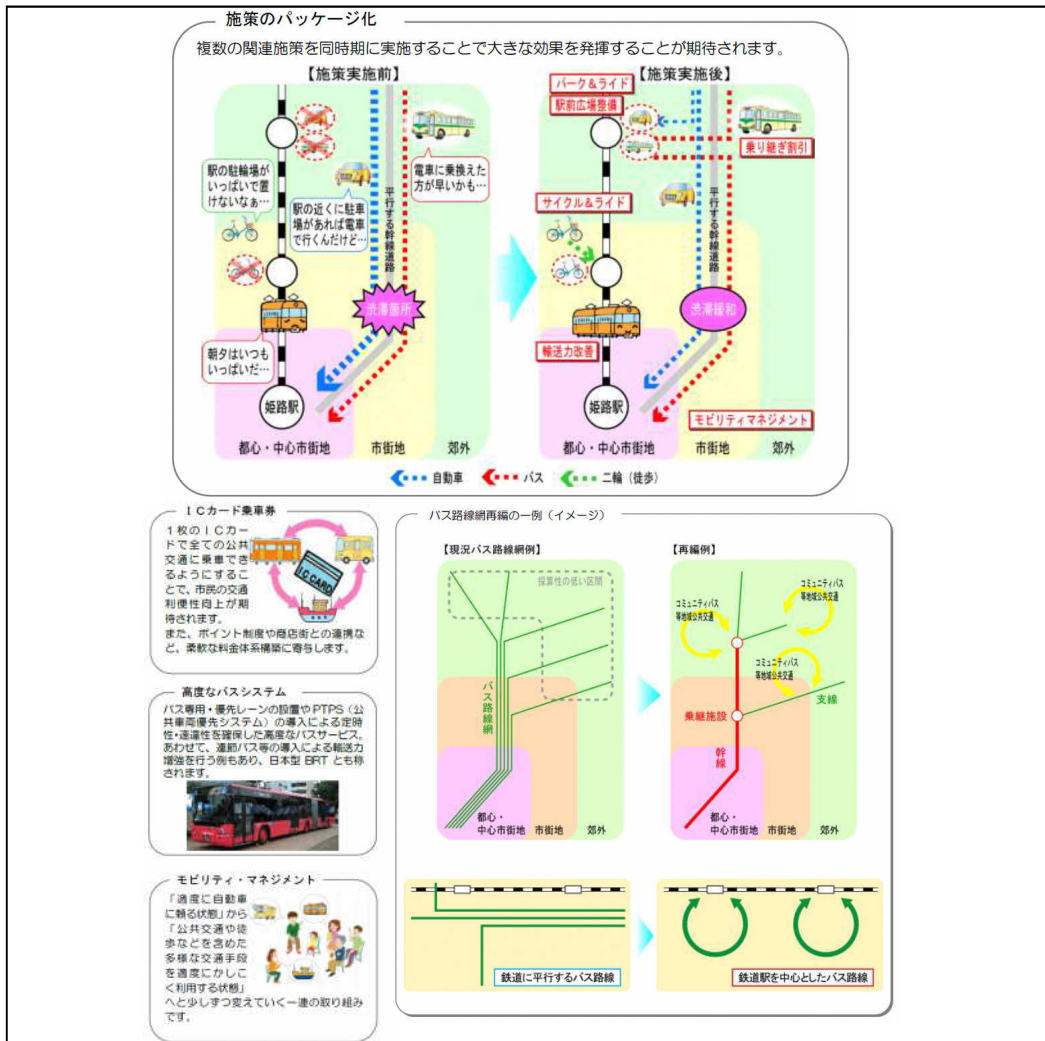 施策のパッケージ化
複数の関連施策を同時期に実施することで大きな効果を発揮することが期待されます。
【施策実施前】
駅の駐輪場が
いっぱいで置
けないなぁ…
駅の近くに駐車
場があれば電車
で行くんだけど…
電車に乗換えた
方が早いかも…
平行する幹線道路
渋滞箇所
朝夕はいつも
いっぱいだ…
姫路駅
都心・中心市街地
市街地
郊外
【施策実施後】
パーク&ライド
駅前広場整備
乗り継ぎ割引
サイクル&ライド
平行する幹線道路
渋滞緩和
輸送力改善
姫路駅
モビリティマネジメント
都心・中心市街地
市街地
郊外
自動車
バス
二輪（徒歩）
ＩＣカード乗車券
１枚のＩＣカー
ドで全ての公共
交通に乗車でき
るようにするこ
とで、市民の交通
利便性向上が期
待されます。
また、ポイント制度や商店街との連携な
ど、柔軟な料金体系構築に寄与します。
IC CARD
高度なバスシステム
バス専用・優先レーンの設置やPTPS（公
共車両優先システム）の導入による定時
性・速達性を確保した高度なバスサービス。
あわせて、連節バス等の導入による輸送力
増強を行う例もあり、日本型 BRT とも称
されます。
モビリティ・マネジメント
「過度に自動車
に頼る状態」から
「公共交通や徒
歩などを含めた
多様な交通手段
を適度にかしこ
く利用する状態」
へと少しずつ変えていく一連の取り組み
です。
バス路線網再編の一例（イメージ）
【現況バス路線網例】
採算性の低い区間
バス路線網
都心・
中心市街地
市街地
郊外
【再編例】
コミュニティバス
等地域公共交通
コミュニティバス
等地域公共交通
コミュニティバス
等地域公共交通
支線
乗継施設
幹線
都心・
中心市街地
市街地
郊外
鉄道に平行するバス路線
鉄道駅を中心としたバス路線